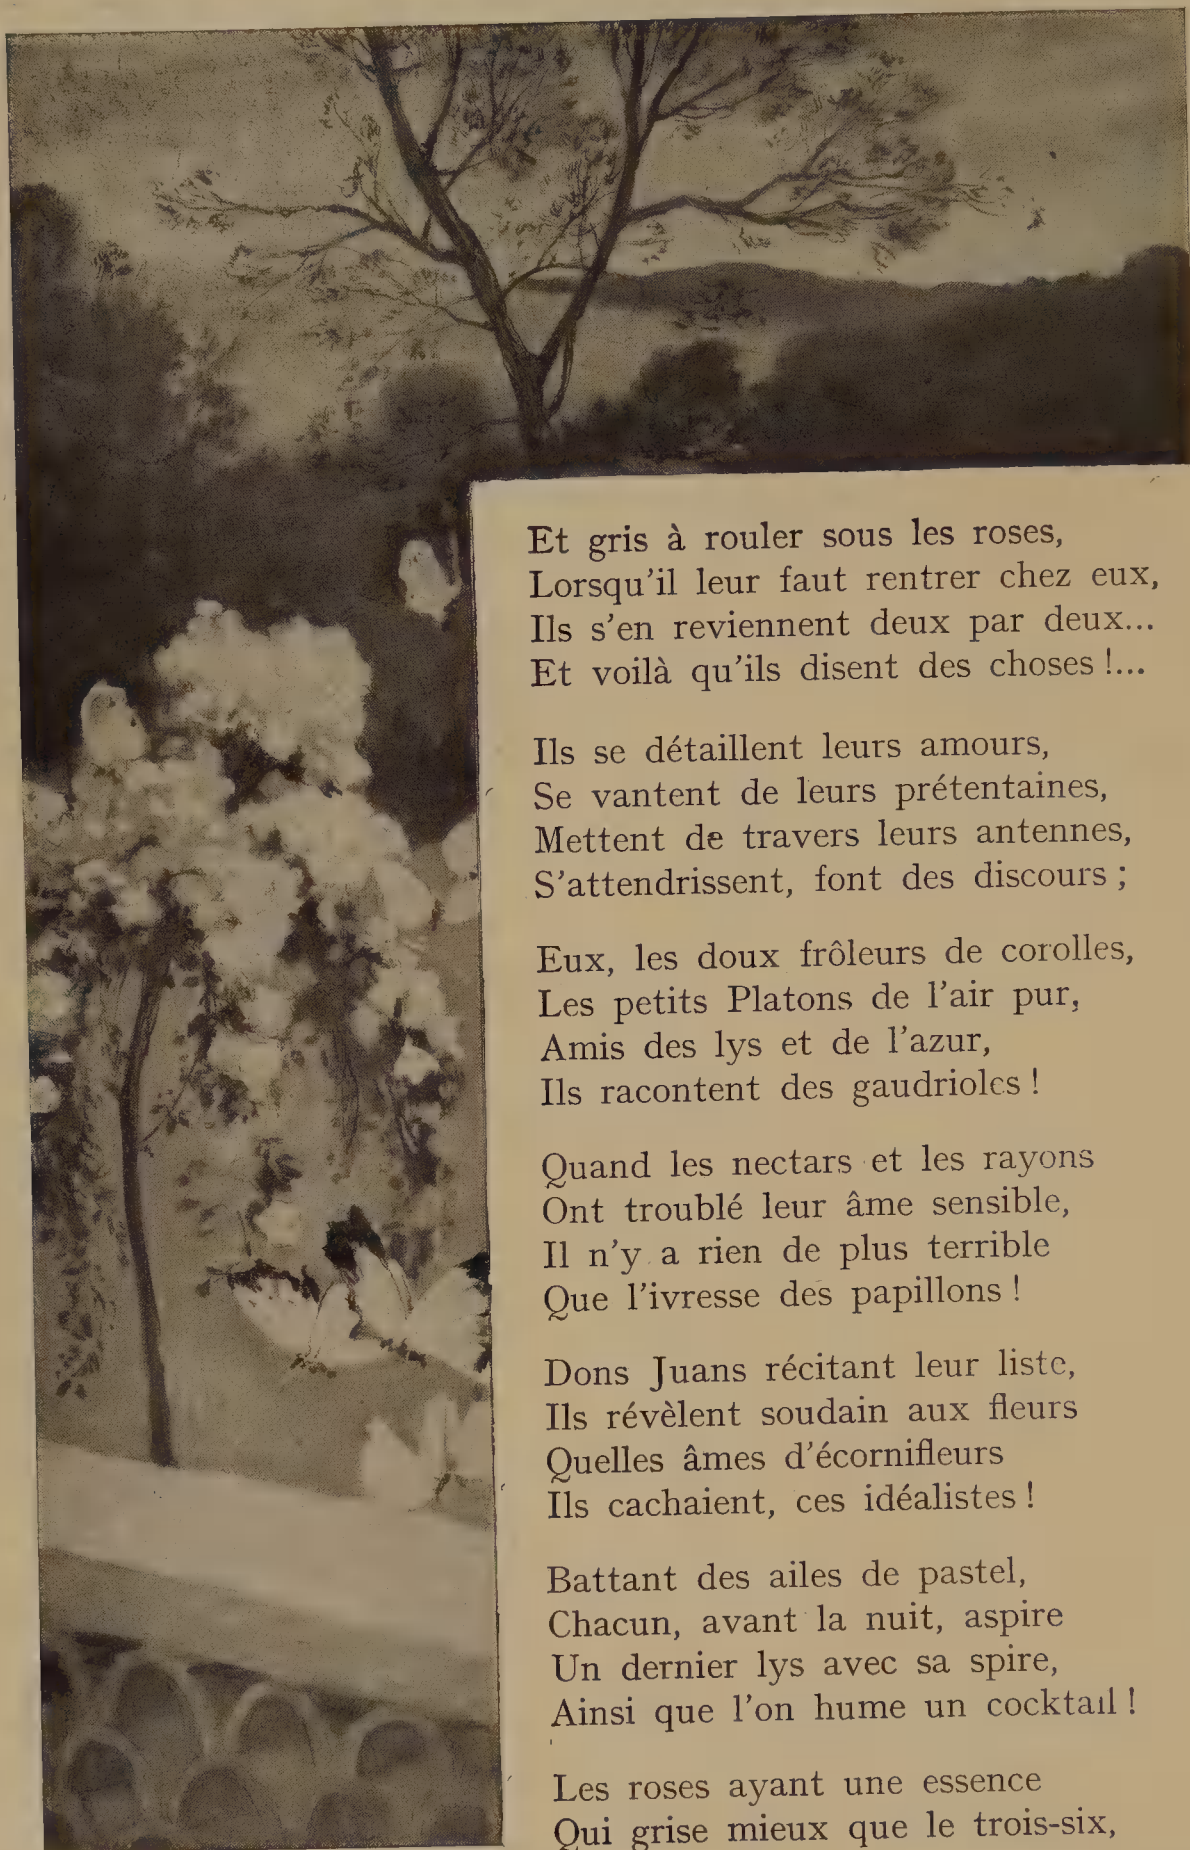 Et gris à rouler sous les roses,
Lorsqu'il leur faut rentrer chez eux,
Ils s'en reviennent deux par deux...
Et voilà qu'ils disent des choses !...

Ils se détaillent leurs amours,
Se vantent de leurs prétentaines,
Mettent de travers leurs antennes,
S'attendrissent, font des discours ;

Eux, les doux frôleurs de corolles,
Les petits Platons de l'air pur,
Amis des lys et de l'azur,
Ils racontent des gaudrioles !

Quand les nectars et les rayons
Ont troublé leur âme sensible,
Il n'y a rien de plus terrible
Que l'ivresse des papillons !

Dons Juans récitant leur liste,
Ils révèlent soudain aux fleurs
Quelles âmes d'écornifleurs
Ils cachaient, ces idéalistes !

Battant des ailes de pastel,
Chacun, avant la nuit, aspire
Un dernier lys avec sa spire,
Ainsi que l'on hume un cocktail !

Les roses ayant une essence
Qui grise mieux que le trois-six,